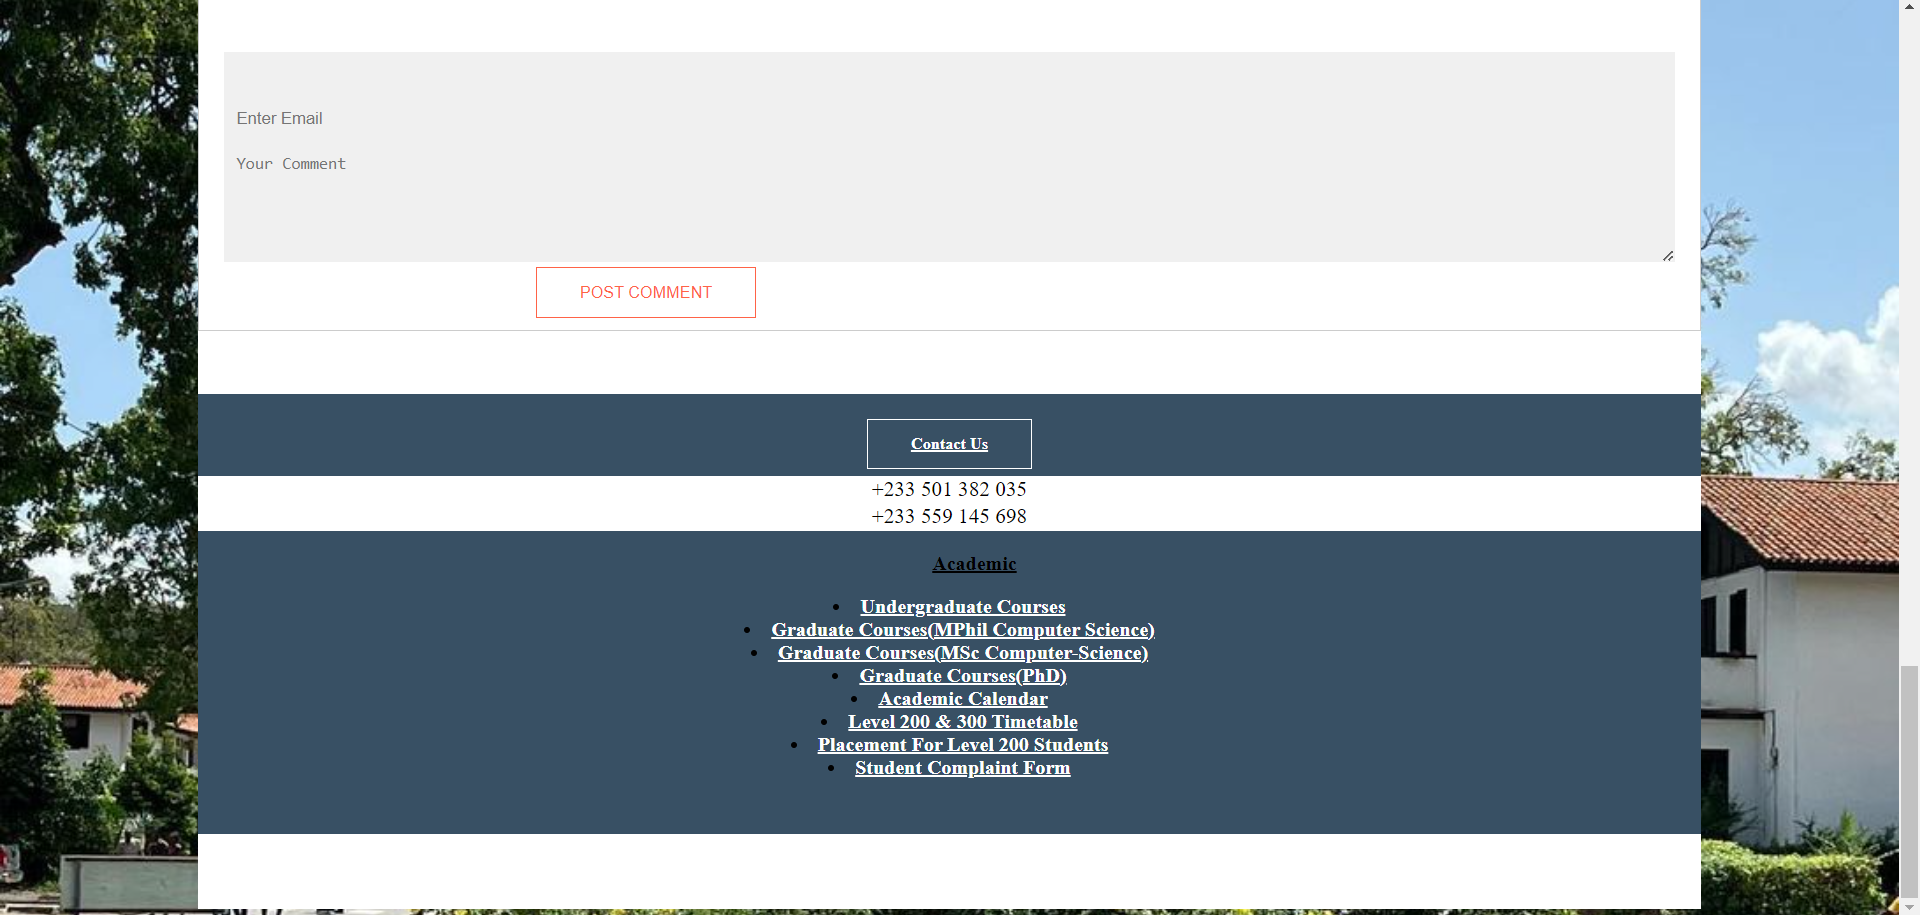 Enter Email
Your Comment
POST COMMENT
Contact Us
+233 501 382 035
+233 559 145 698
Academic
Undergraduate Courses
Graduate Courses(MPhil Computer Science)
Graduate Courses(MSc Computer-Science)
Graduate Courses(PhD)
Academic Calendar
Level 200 & 300 Timetable
Placement For Level 200 Students
Student Complaint Form